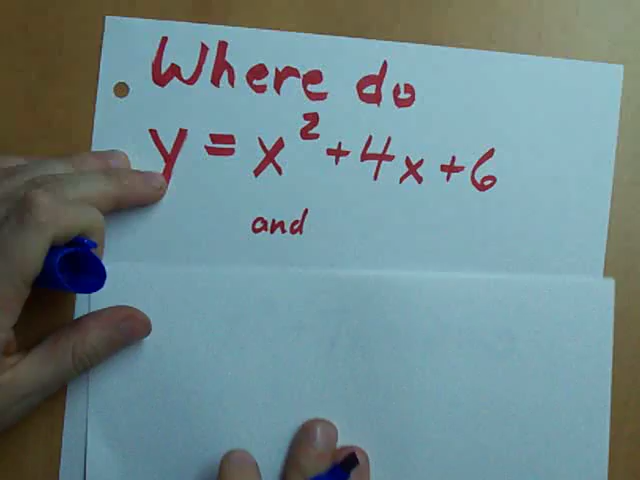 Where do
y = x² + 4x + 6
and